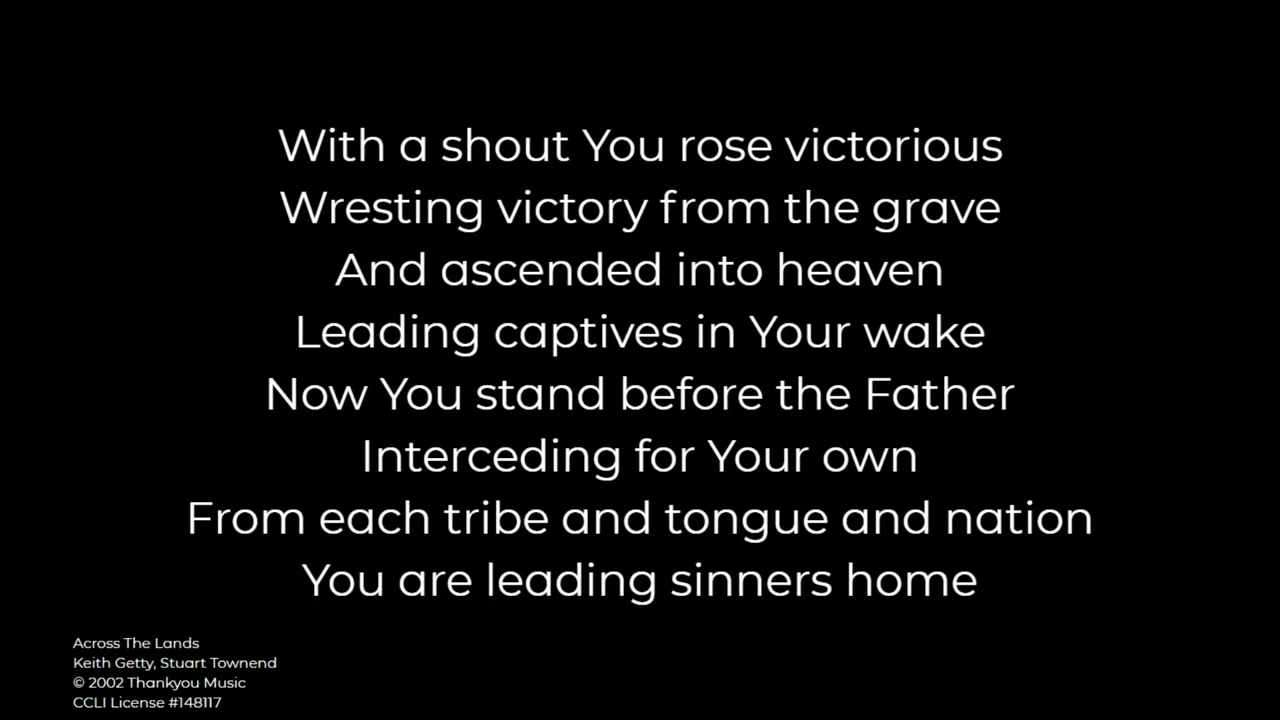 With a shout You rose victorious
Wresting victory from the grave
And ascended into heaven
Leading captives in Your wake
Now You stand before the Father
Interceding for Your own
From each tribe and tongue and nation
You are leading sinners home
Across The Lands
Keith Getty, Stuart Townend
© 2002 Thankyou Music
CCLI License #148117